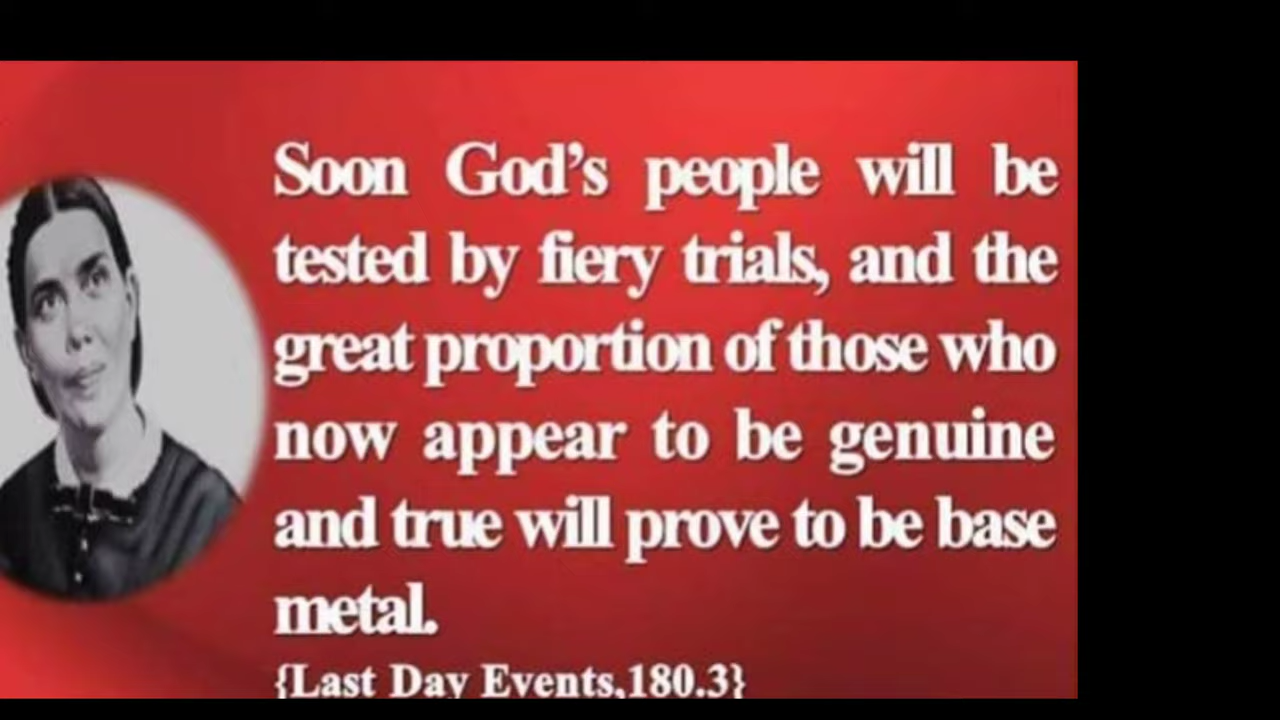 Soon God’s people will be
tested by fiery trials, and the
great proportion of those who
now appear to be genuine
and true will prove to be base
metal.
{Last Day Events,180.3}